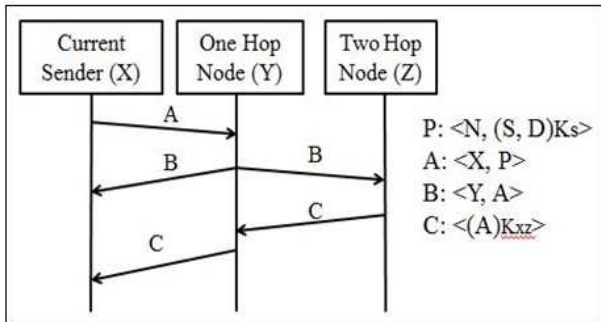 Current
Sender (X)
One Hop
Node (Y)
Two Hop
Node (Z)
A
B
B
C
C
P: <N, (S, D)Ks>
A: <X, P>
B: <Y, A>
C: <(A)Kxz>